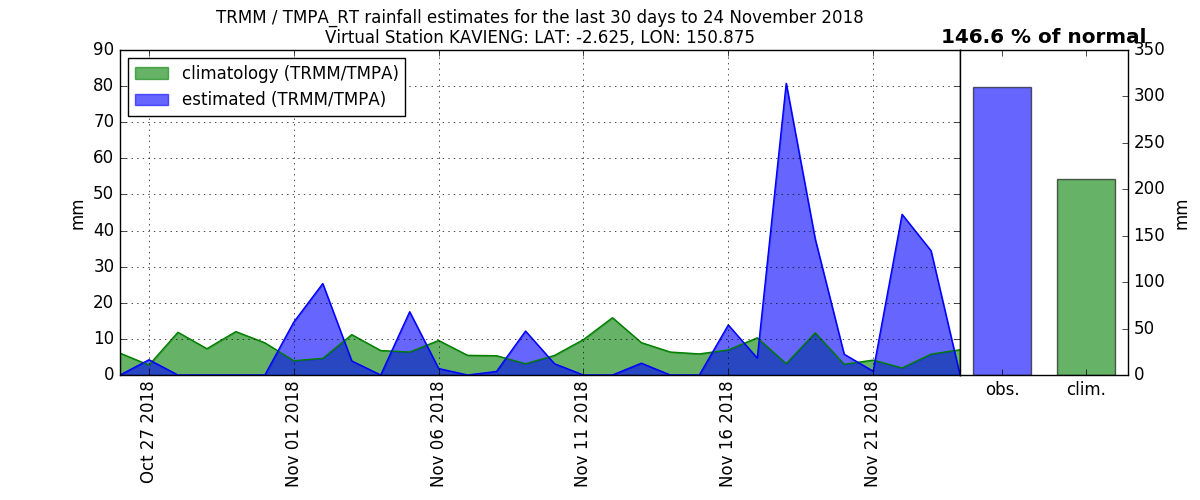 TRMM / TMPA_RT rainfall estimates for the last 30 days to 24 November 2018
Virtual Station KAVIENG: LAT: -2.625, LON: 150.875
146.6 % of normal
climatology (TRMM/TMPA)
estimated (TRMM/TMPA)
90
80
70
60
50
40
30
20
10
0
mm
Oct 27 2018
Nov 01 2018
Nov 06 2018
Nov 11 2018
Nov 16 2018
Nov 21 2018
obs.
clim.
350
300
250
200
150
100
50
0
mm